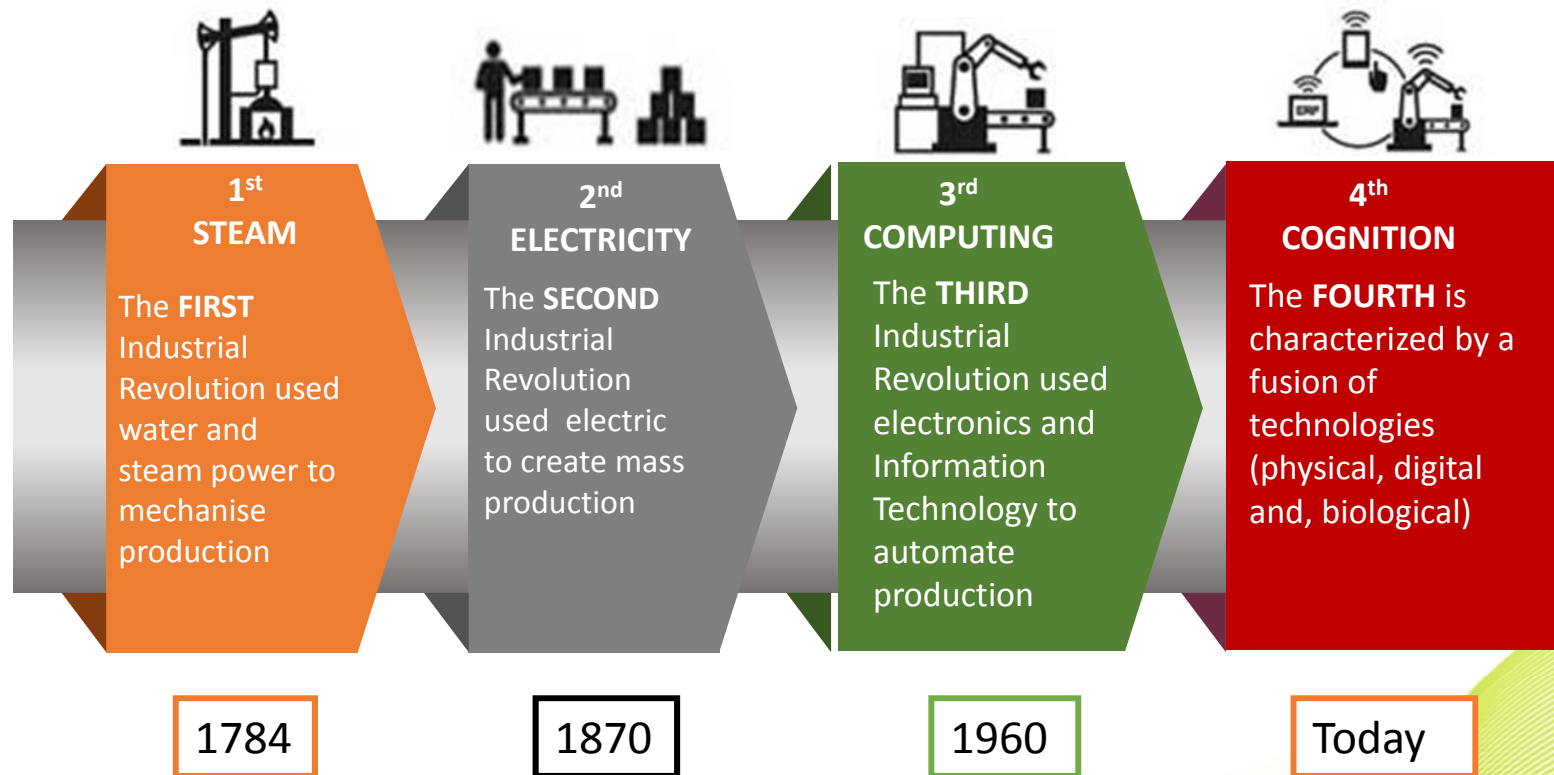 1st
STEAM
The FIRST
Industrial
Revolution used
water and
steam power to
mechanise
production
1784
2nd
ELECTRICITY
The SECOND
Industrial
Revolution
used  electric
to create mass
production
1870
3rd
COMPUTING
The THIRD
Industrial
Revolution used
electronics and
Information
Technology to
automate
production
1960
ERP
4th
COGNITION
The FOURTH is
characterized by a
fusion of
technologies
(physical, digital
and, biological)
Today